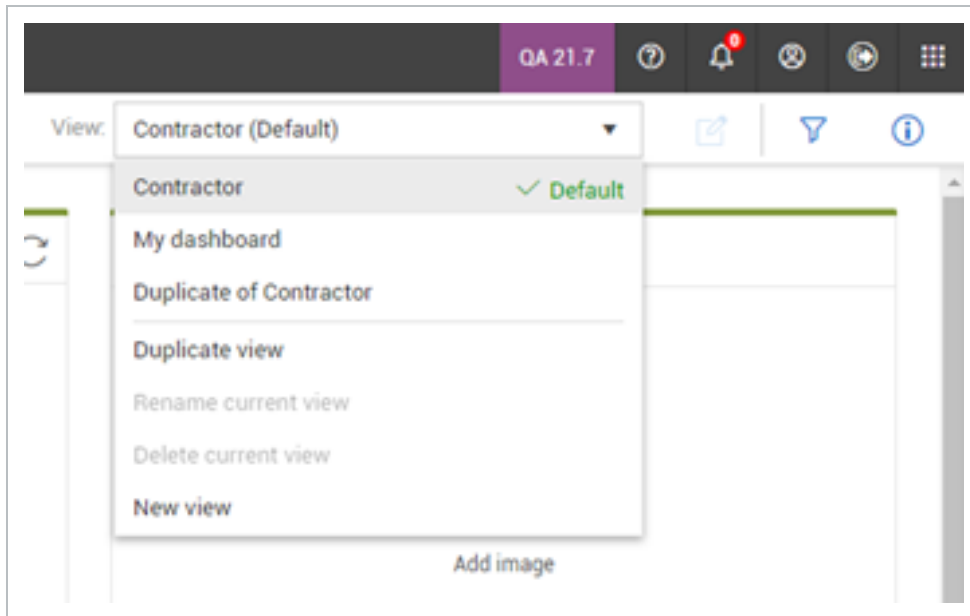 QA 21.7
0
View: Contractor (Default)
Contractor Default
My dashboard
Duplicate of Contractor
Duplicate view
Rename current view
Delete current view
New view
Add image